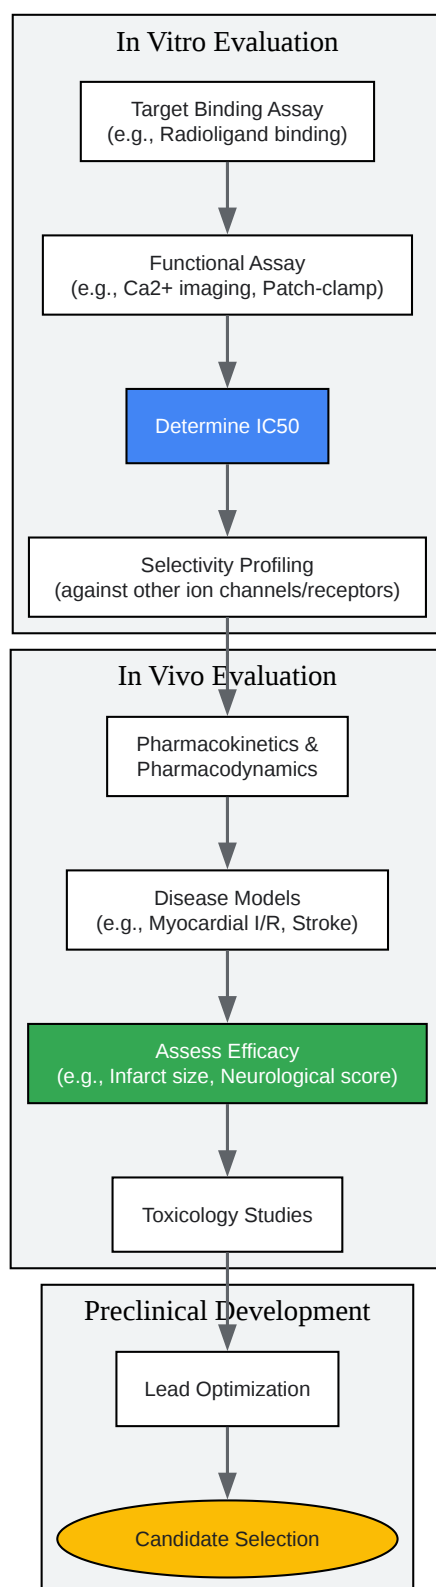 In Vitro Evaluation
Target Binding Assay
(e.g., Radioligand binding)
Functional Assay
(e.g., Ca2+ imaging, Patch-clamp)
Determine IC50
Selectivity Profiling
(against other ion channels/receptors)
In Vivo Evaluation
Pharmacokinetics &
Pharmacodynamics
Disease Models
(e.g., Myocardial I/R, Stroke)
Assess Efficacy
(e.g., Infarct size, Neurological score)
Toxicology Studies
Preclinical Development
Lead Optimization
Candidate Selection